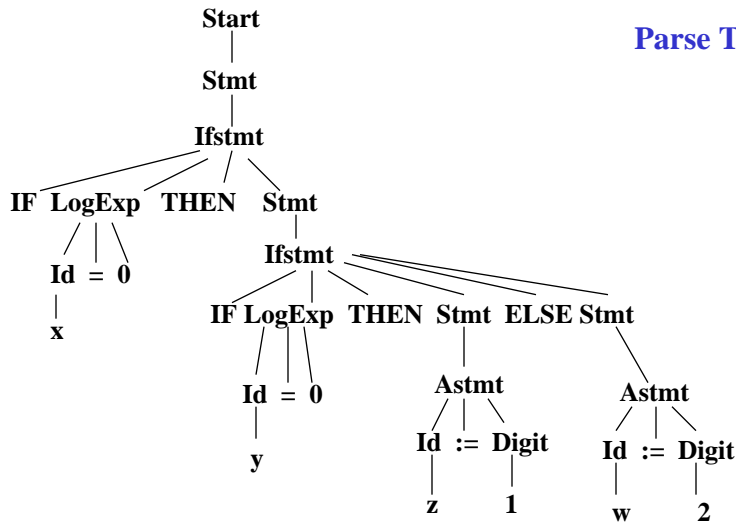 Start
Parse T
Stmt
Ifstmt
IF LogExp THEN Stmt
Ifstmt
Id = 0
IF LogExp THEN Stmt ELSE Stmt
x
Astmt
Astmt
Id = 0
Id := Digit
Id := Digit
y
z 1
w 2